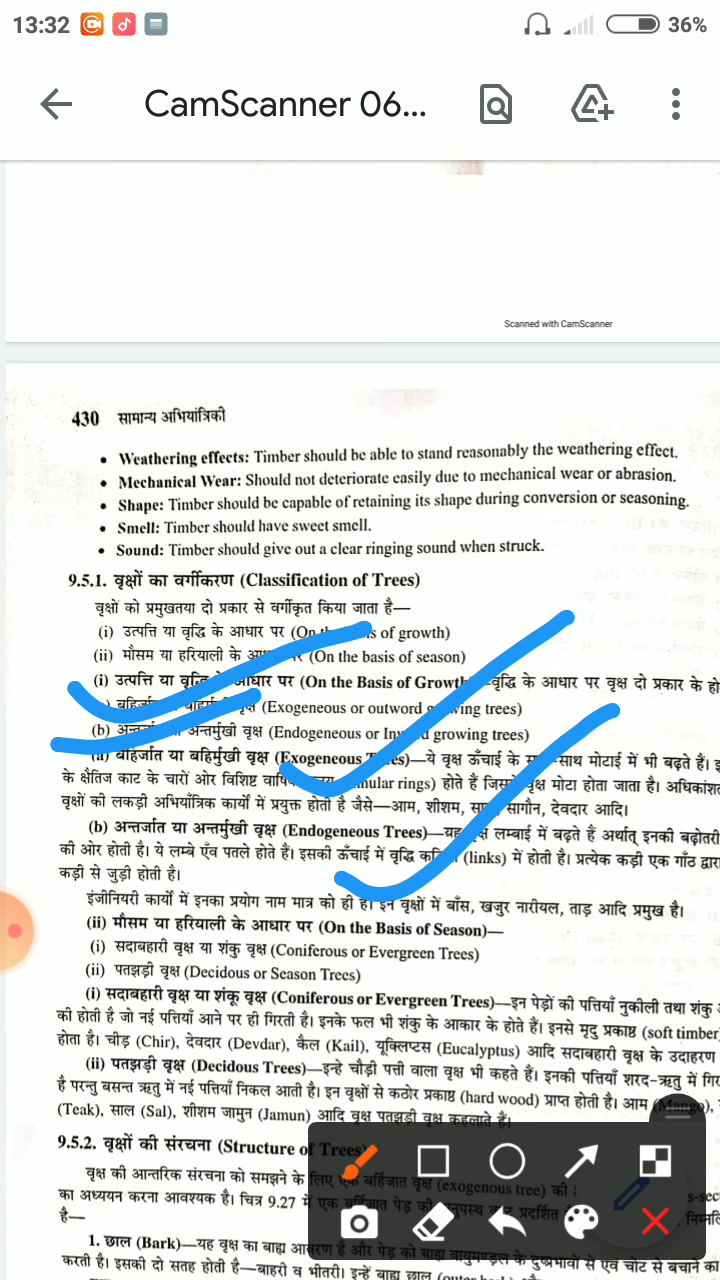 13:32
36%
CamScanner 06...
Scanned with CamScanner
430 सामान्य अभियांत्रिकी
• Weathering effects: Timber should be able to stand reasonably the weathering effect.
• Mechanical Wear: Should not deteriorate easily due to mechanical wear or abrasion.
• Shape: Timber should be capable of retaining its shape during conversion or seasoning.
• Smell: Timber should have sweet smell.
• Sound: Timber should give out a clear ringing sound when struck.
9.5.1. वृक्षों का वर्गीकरण (Classification of Trees)
वृक्षों को प्रमुखतया दो प्रकार से वर्गीकृत किया जाता है—
(i) उत्पत्ति या वृद्धि के आधार पर (On of growth)
(ii) मौसम या हरियाली के (On the basis of season)
(i) उत्पत्ति या आधार पर (On the Basis of वृद्धि के आधार पर वृक्ष दो प्रकार के
(Exogeneous or outword trees)
(b) अन्तर्मुखी वृक्ष (Endogeneous or growing trees)
(a) बहिर्जात या बहिर्मुखी वृक्ष (Exogeneous ये वृक्ष ऊँचाई के मोटाई में भी बढ़ते हैं।
के क्षैतिज काट के चारों ओर विशिष्ट rings) होते हैं वृक्ष मोटा होता जाता है।
वृक्षों की लकड़ी अभियाँत्रिक कार्यों में प्रयुक्त होती है जैसे—आम, शीशम, सागौन, देवदार आदि।
(b) अन्तर्जात या अन्तर्मुखी वृक्ष (Endogeneous Trees)— लम्बाई में बढ़ते हैं अर्थात् इनकी बढ़ोतरी
की ओर होती है। ये लम्बे एँव पतले होते हैं। इसकी ऊँचाई में वृद्धि (links) में होती है। प्रत्येक कड़ी एक गाँठ द्वारा
कड़ी से जुड़ी होती है।
इंजीनियरी कार्यों में इनका प्रयोग नाम मात्र को ही है। इन वृक्षों में बाँस, खजुर नारीयल, ताड़ आदि प्रमुख है।
(ii) मौसम या हरियाली के आधार पर (On the Basis of Season)—
(i) सदाबहारी वृक्ष या शंकु वृक्ष (Coniferous or Evergreen Trees)
(ii) पतझड़ी वृक्ष (Decidous or Season Trees)
(i) सदाबहारी वृक्ष या शंकू वृक्ष (Coniferous or Evergreen Trees)—इन पेड़ों की पत्तियाँ नुकीली तथा शंकु
की होती है जो नई पत्तियाँ आने पर ही गिरती है। इनके फल भी शंकु के आकार के होते हैं। इनसे मृदु प्रकाष्ठ (soft timber)
होता है। चीड़ (Chir), देवदार (Devdar), कैल (Kail), यूक्लिप्टस (Eucalyptus) आदि सदाबहारी वृक्ष के उदाहरण
(ii) पतझड़ी वृक्ष (Decidous Trees)—इन्हे चौड़ी पत्ती वाला वृक्ष भी कहते हैं। इनकी पत्तियाँ शरद-ऋतु में
है परन्तु बसन्त ऋतु में नई पत्तियाँ निकल आती है। इन वृक्षों से कठोर प्रकाष्ठ (hard wood) प्राप्त होती है। आम (Mango),
(Teak), साल (Sal), शीशम जामुन (Jamun) आदि वृक्ष पतझड़ी वृक्ष कहलाते हैं।
9.5.2. वृक्षों की संरचना (Structure of Trees)
वृक्ष की आन्तरिक संरचना को समझने के लिए एक बर्हिजात वृक्ष (exogenous tree) की s-sec
का अध्ययन करना आवश्यक है। चित्र 9.27 में एक पेड़ प्रदर्शित
है—
1. छाल (Bark)—यह वृक्ष का बाह्य आवरण है और पेड़ को बाह्य वायुमण्डल के दुष्प्रभावों से एवं चोट से बचाने का
करती है। इसकी दो सतह होती है—बाहरी व भीतरी। इन्हें बाह्य छाल